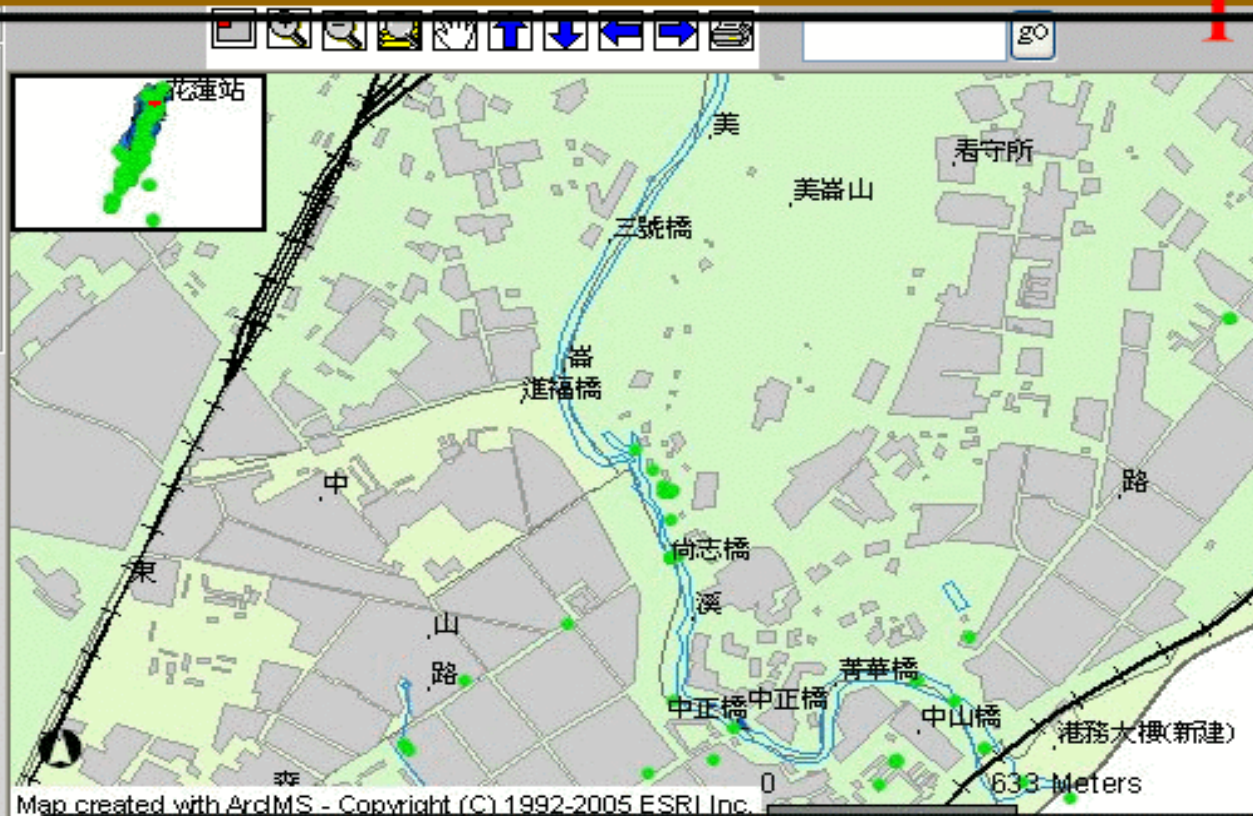 1
go
花蓮站
美
看守所
美崙山
三號橋
崙
進福橋
中
路
尚志橋
東
溪
山
路
菁華橋
中正橋
中正橋
中山橋
港務大樓(新建)
0
633 Meters
Map created with ArcIMS - Copyright (C) 1992-2005 ESRI Inc.